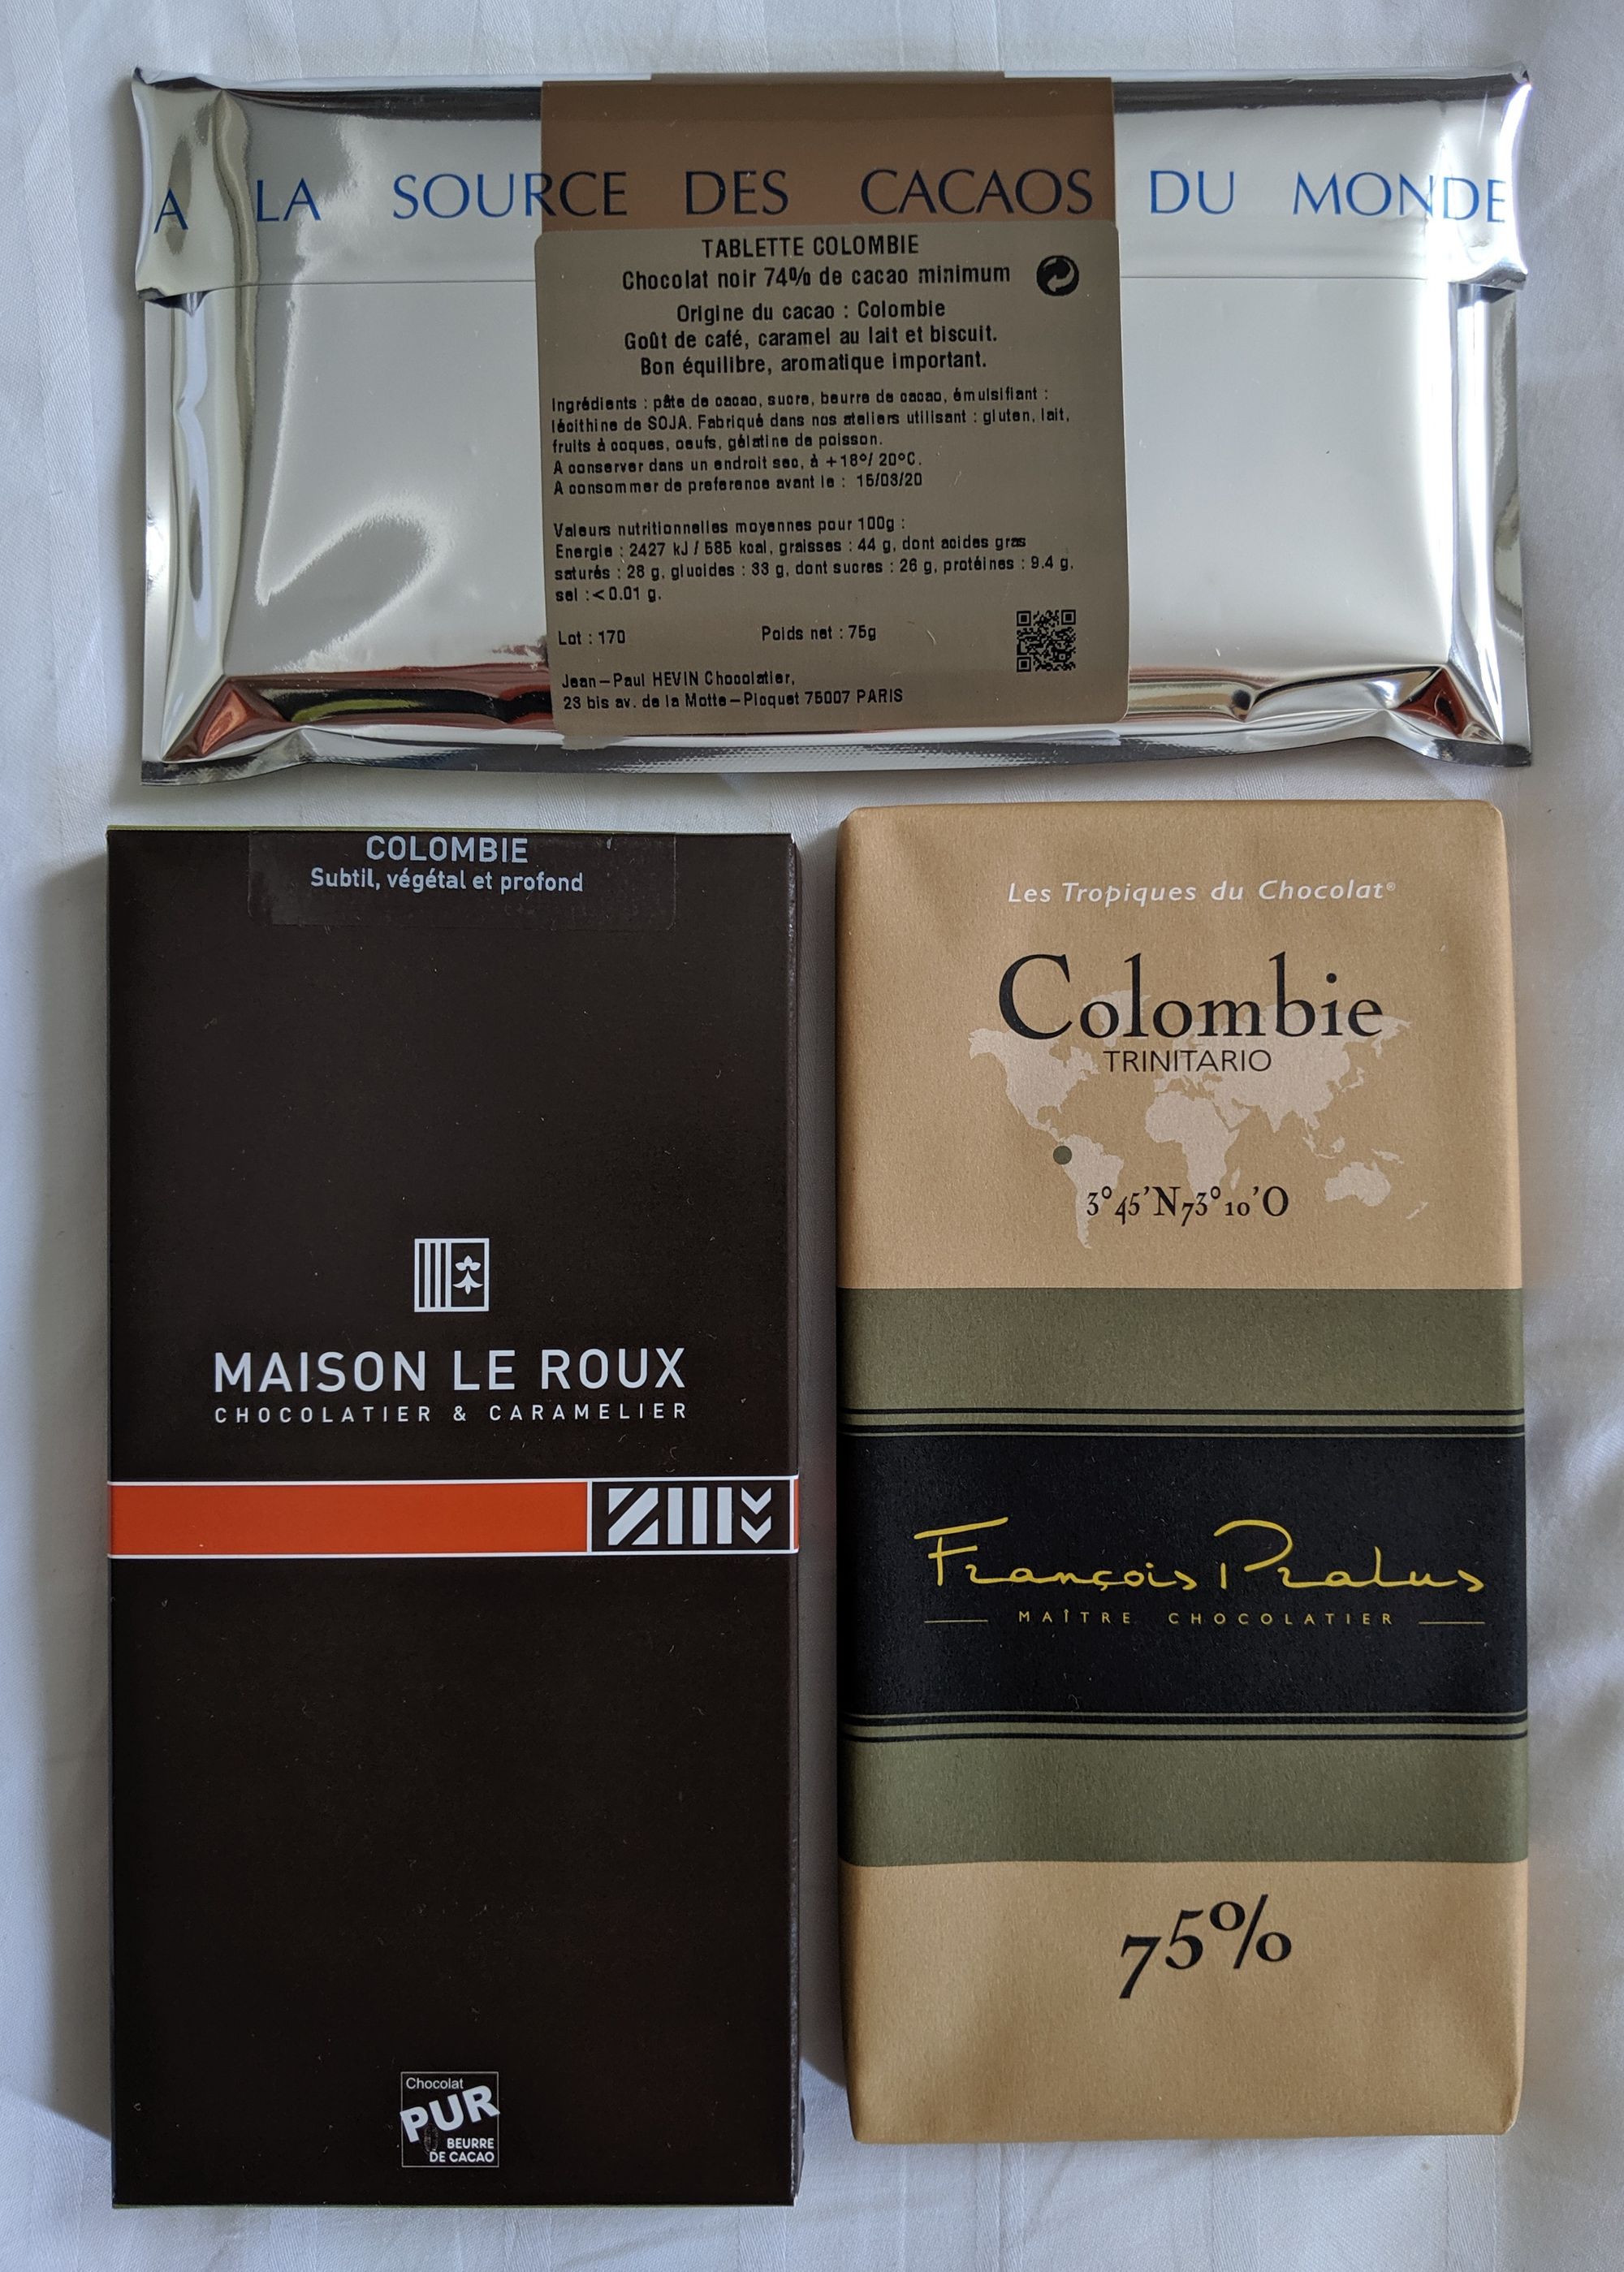 A LA SOURCE DES CACAOS DU MONDE
TABLETTE COLOMBIE
Chocolat noir 74% de cacao minimum
Origine du cacao : Colombie
Goût de café, caramel au lait et biscuit.
Bon équilibre, aromatique important.
Ingrédients : pâte de cacao, sucre, beurre de cacao, émulsifiant :
lécithine de SOJA. Fabriqué dans nos ateliers utilisant : gluten, lait,
fruits à coques, oeufs, gélatine de poisson.
A conserver dans un endroit sec, à +18°/ 20°C.
A consommer de preference avant le : 15/03/20
Valeurs nutritionnelles moyennes pour 100g :
Energie : 2427 kJ / 585 kcal, graisses : 44 g, dont acides gras
saturés : 28 g, glucides : 33 g, dont sucres : 26 g, protéines : 9.4 g,
sel :<0.01 g.
Lot : 170 Poids net : 75g
Jean-Paul HEVIN Chocolatier,
23 bis av. de la Motte-Picquet 75007 PARIS
COLOMBIE
Subtil, végétal et profond
MAISON LE ROUX
CHOCOLATIER & CARAMELIER
Chocolat
PUR
BEURRE
DE CACAO
Les Tropiques du Chocolat®
Colombie
TRINITARIO
3°45'N73°10'O
François Pralus
MAÎTRE CHOCOLATIER
75%